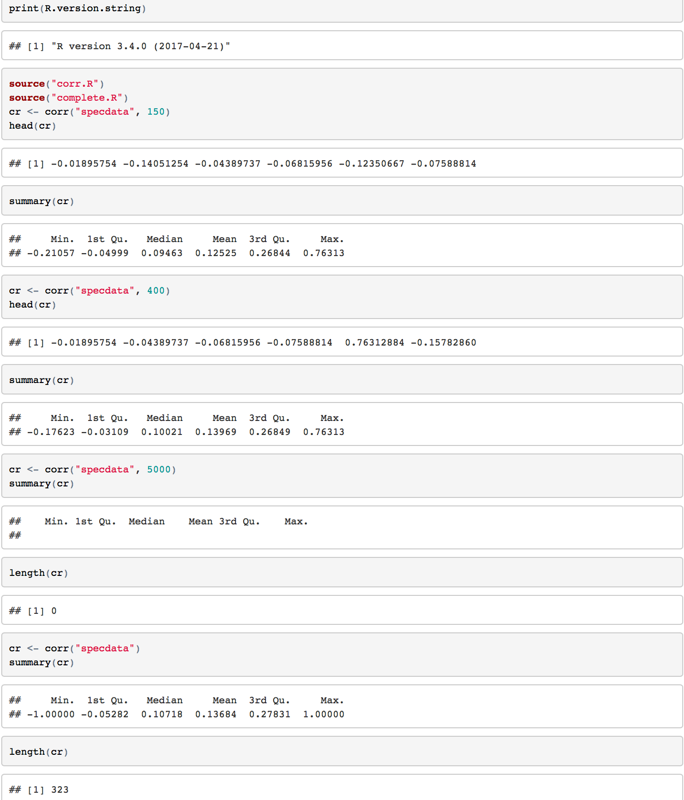 print(R.version.string)
## [1] "R version 3.4.0 (2017-04-21)"
source("corr.R")
source("complete.R")
cr <- corr("specdata", 150)
head(cr)
## [1] -0.01895754 -0.14051254 -0.04389737 -0.06815956 -0.12350667 -0.07588814
summary(cr)
##     Min.  1st Qu.   Median     Mean  3rd Qu.     Max.
## -0.21057 -0.04999  0.09463  0.12525  0.26844  0.76313
cr <- corr("specdata", 400)
head(cr)
## [1] -0.01895754 -0.04389737 -0.06815956 -0.07588814  0.76312884 -0.15782860
summary(cr)
##     Min.  1st Qu.   Median     Mean  3rd Qu.     Max.
## -0.17623 -0.03109  0.10021  0.13969  0.26849  0.76313
cr <- corr("specdata", 5000)
summary(cr)
##    Min. 1st Qu.  Median    Mean 3rd Qu.    Max.
##
length(cr)
## [1] 0
cr <- corr("specdata")
summary(cr)
##     Min.  1st Qu.   Median     Mean  3rd Qu.     Max.
## -1.00000 -0.05282  0.10718  0.13684  0.27831  1.00000
length(cr)
## [1] 323